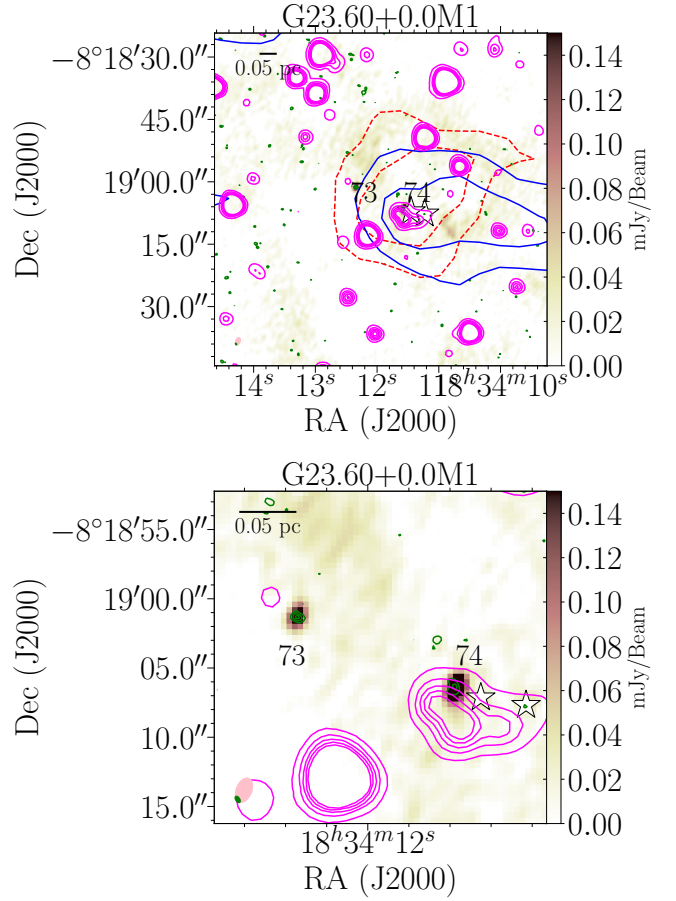 G23.60+0.0M1
−8°18′30.0″
45.0″
19′00.0″
15.0″
30.0″
Dec (J2000)
0.05 pc
73 74
14ˢ 13ˢ 12ˢ 11ˢ 18ʰ34ᵐ10ˢ
RA (J2000)
0.14
0.12
0.10
0.08
0.06
0.04
0.02
0.00
mJy/Beam
G23.60+0.0M1
−8°18′55.0″
19′00.0″
05.0″
10.0″
15.0″
Dec (J2000)
0.05 pc
73
74
18ʰ34ᵐ12ˢ
RA (J2000)
0.14
0.12
0.10
0.08
0.06
0.04
0.02
0.00
mJy/Beam